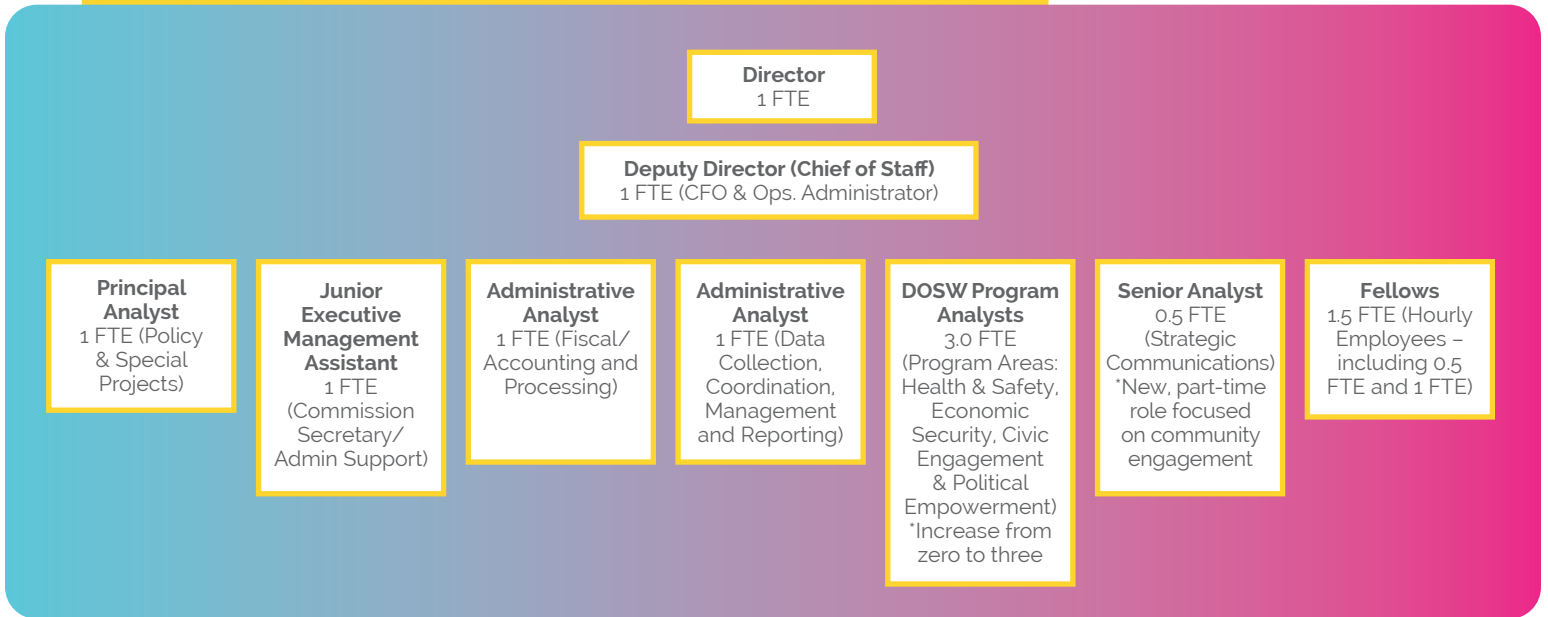 Director
1 FTE
Deputy Director (Chief of Staff)
1 FTE (CFO & Ops. Administrator)
Principal
Analyst
1 FTE (Policy
& Special
Projects)
Junior
Executive
Management
Assistant
1 FTE
(Commission
Secretary/
Admin Support)
Administrative
Analyst
1 FTE (Fiscal/
Accounting and
Processing)
Administrative
Analyst
1 FTE (Data
Collection,
Coordination,
Management
and Reporting)
DOSW Program
Analysts
3.0 FTE
(Program Areas:
Health & Safety,
Economic
Security, Civic
Engagement
& Political
Empowerment)
*Increase from
zero to three
Senior Analyst
0.5 FTE
(Strategic
Communications)
*New, part-time
role focused
on community
engagement
Fellows
1.5 FTE (Hourly
Employees –
including 0.5
FTE and 1 FTE)